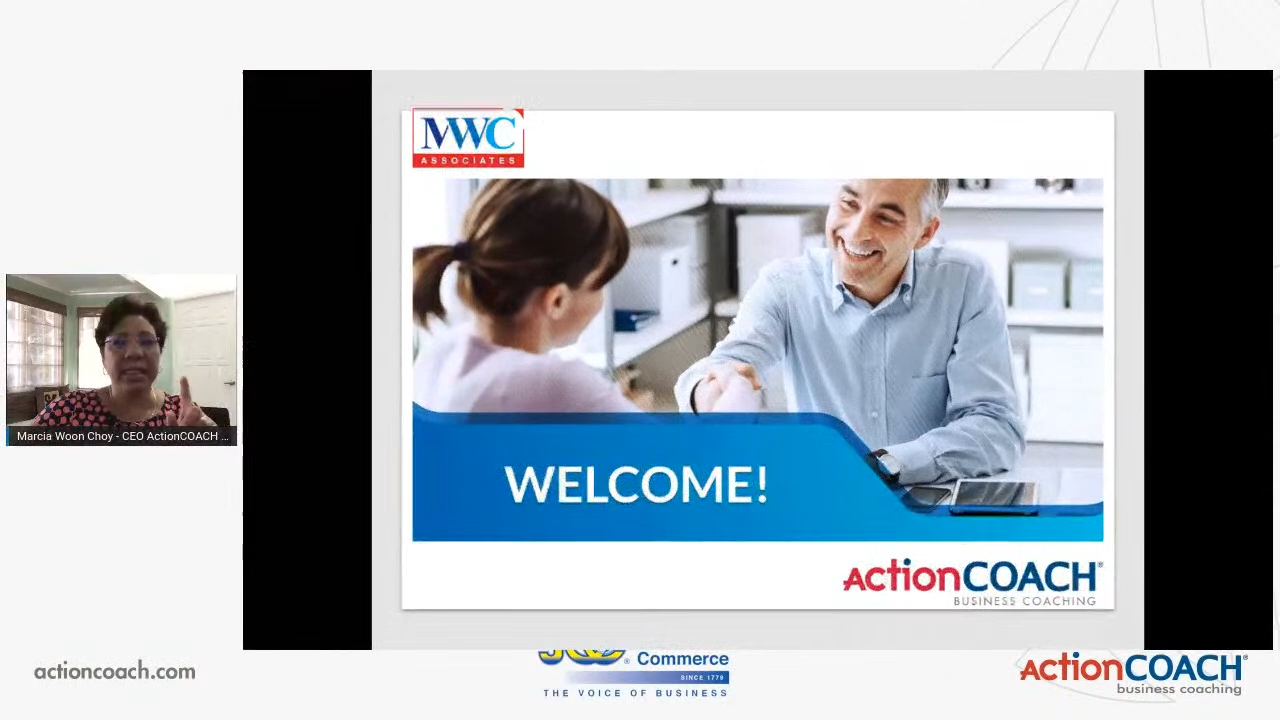 MWC
ASSOCIATES
WELCOME!
ActionCOACH®
BUSINESS COACHING
Marcia Woon Choy - CEO ActionCOACH ...
actioncoach.com
® Commerce
SINCE 1779
THE VOICE OF BUSINESS
ActionCOACH®
business coaching